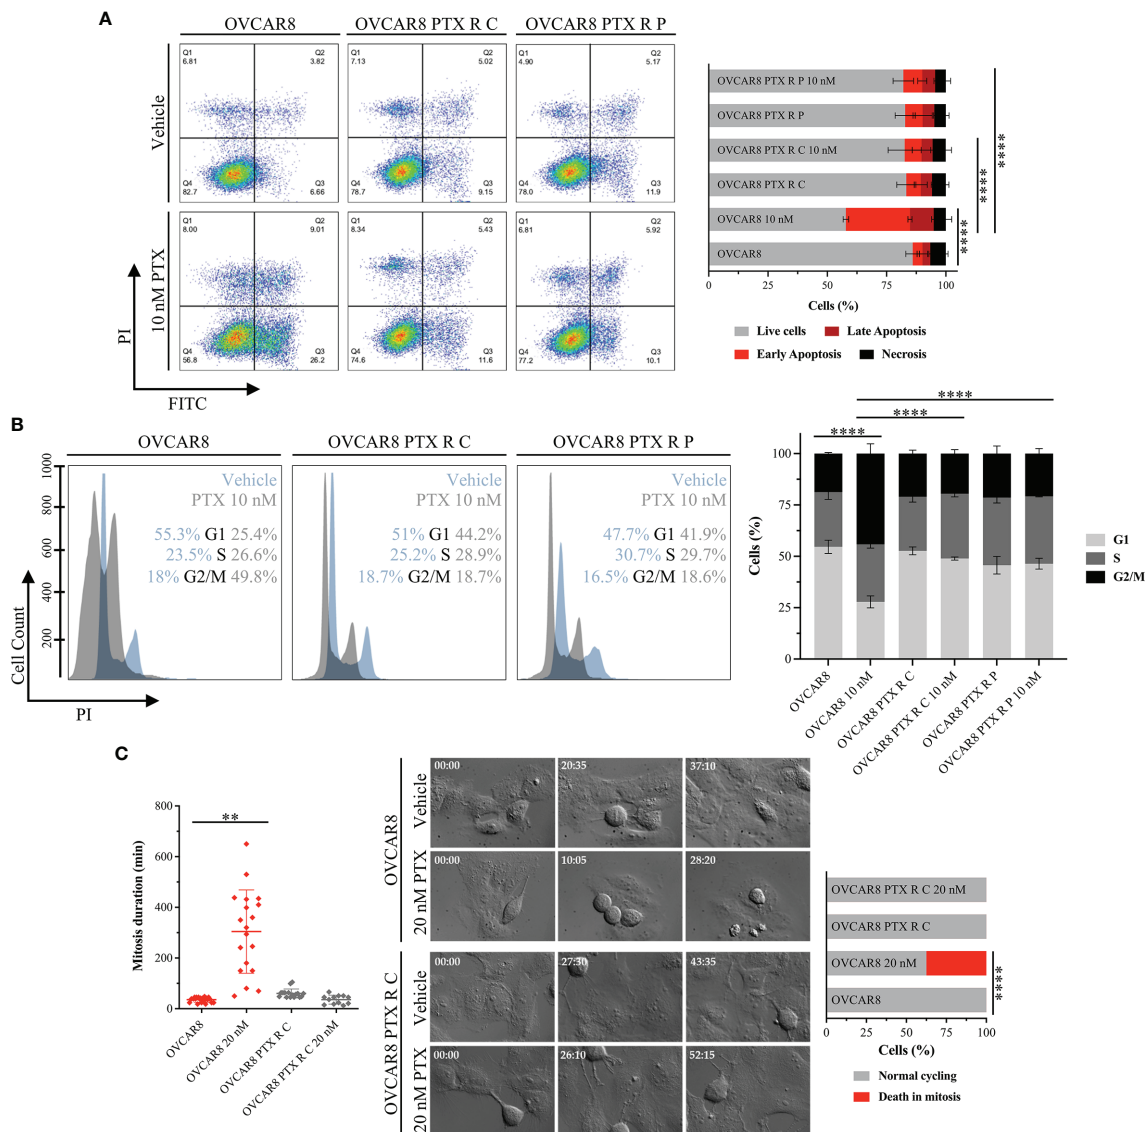 A
OVCAR8
OVCAR8 PTX R C
OVCAR8 PTX R P
Vehicle
Q1
6.81
Q2
3.82
Q4
82.7
Q3
6.66
Q1
7.13
Q2
5.02
Q4
78.7
Q3
9.15
Q1
4.90
Q2
5.17
Q4
78.0
Q3
11.9
10 nM PTX
Q1
8.00
Q2
9.01
Q4
56.8
Q3
26.2
Q1
8.34
Q2
5.43
Q4
74.6
Q3
11.6
Q1
6.81
Q2
5.92
Q4
77.2
Q3
10.1
PI
FITC
OVCAR8 PTX R P 10 nM
OVCAR8 PTX R P
OVCAR8 PTX R C 10 nM
OVCAR8 PTX R C
OVCAR8 10 nM
OVCAR8
****
****
****
0 25 50 75 100
Cells (%)
Live cells
Late Apoptosis
Early Apoptosis
Necrosis
B
OVCAR8
OVCAR8 PTX R C
OVCAR8 PTX R P
1000
800
600
400
200
Cell Count
PI
Vehicle
PTX 10 nM
55.3% G1 25.4%
23.5% S 26.6%
18% G2/M 49.8%
Vehicle
PTX 10 nM
51% G1 44.2%
25.2% S 28.9%
18.7% G2/M 18.7%
Vehicle
PTX 10 nM
47.7% G1 41.9%
30.7% S 29.7%
16.5% G2/M 18.6%
****
****
****
100
75
50
25
0
Cells (%)
OVCAR8
OVCAR8 10 nM
OVCAR8 PTX R C
OVCAR8 PTX R C 10 nM
OVCAR8 PTX R P
OVCAR8 PTX R P 10 nM
G1
S
G2/M
C
800
600
400
200
0
Mitosis duration (min)
**
OVCAR8
OVCAR8 20 nM
OVCAR8 PTX R C
OVCAR8 PTX R C 20 nM
OVCAR8
Vehicle
00:00
20:35
37:10
20 nM PTX
00:00
10:05
28:20
OVCAR8 PTX R C
Vehicle
00:00
27:30
43:35
20 nM PTX
00:00
26:10
52:15
OVCAR8 PTX R C 20 nM
OVCAR8 PTX R C
OVCAR8 20 nM
OVCAR8
****
0 25 50 75 100
Cells (%)
Normal cycling
Death in mitosis